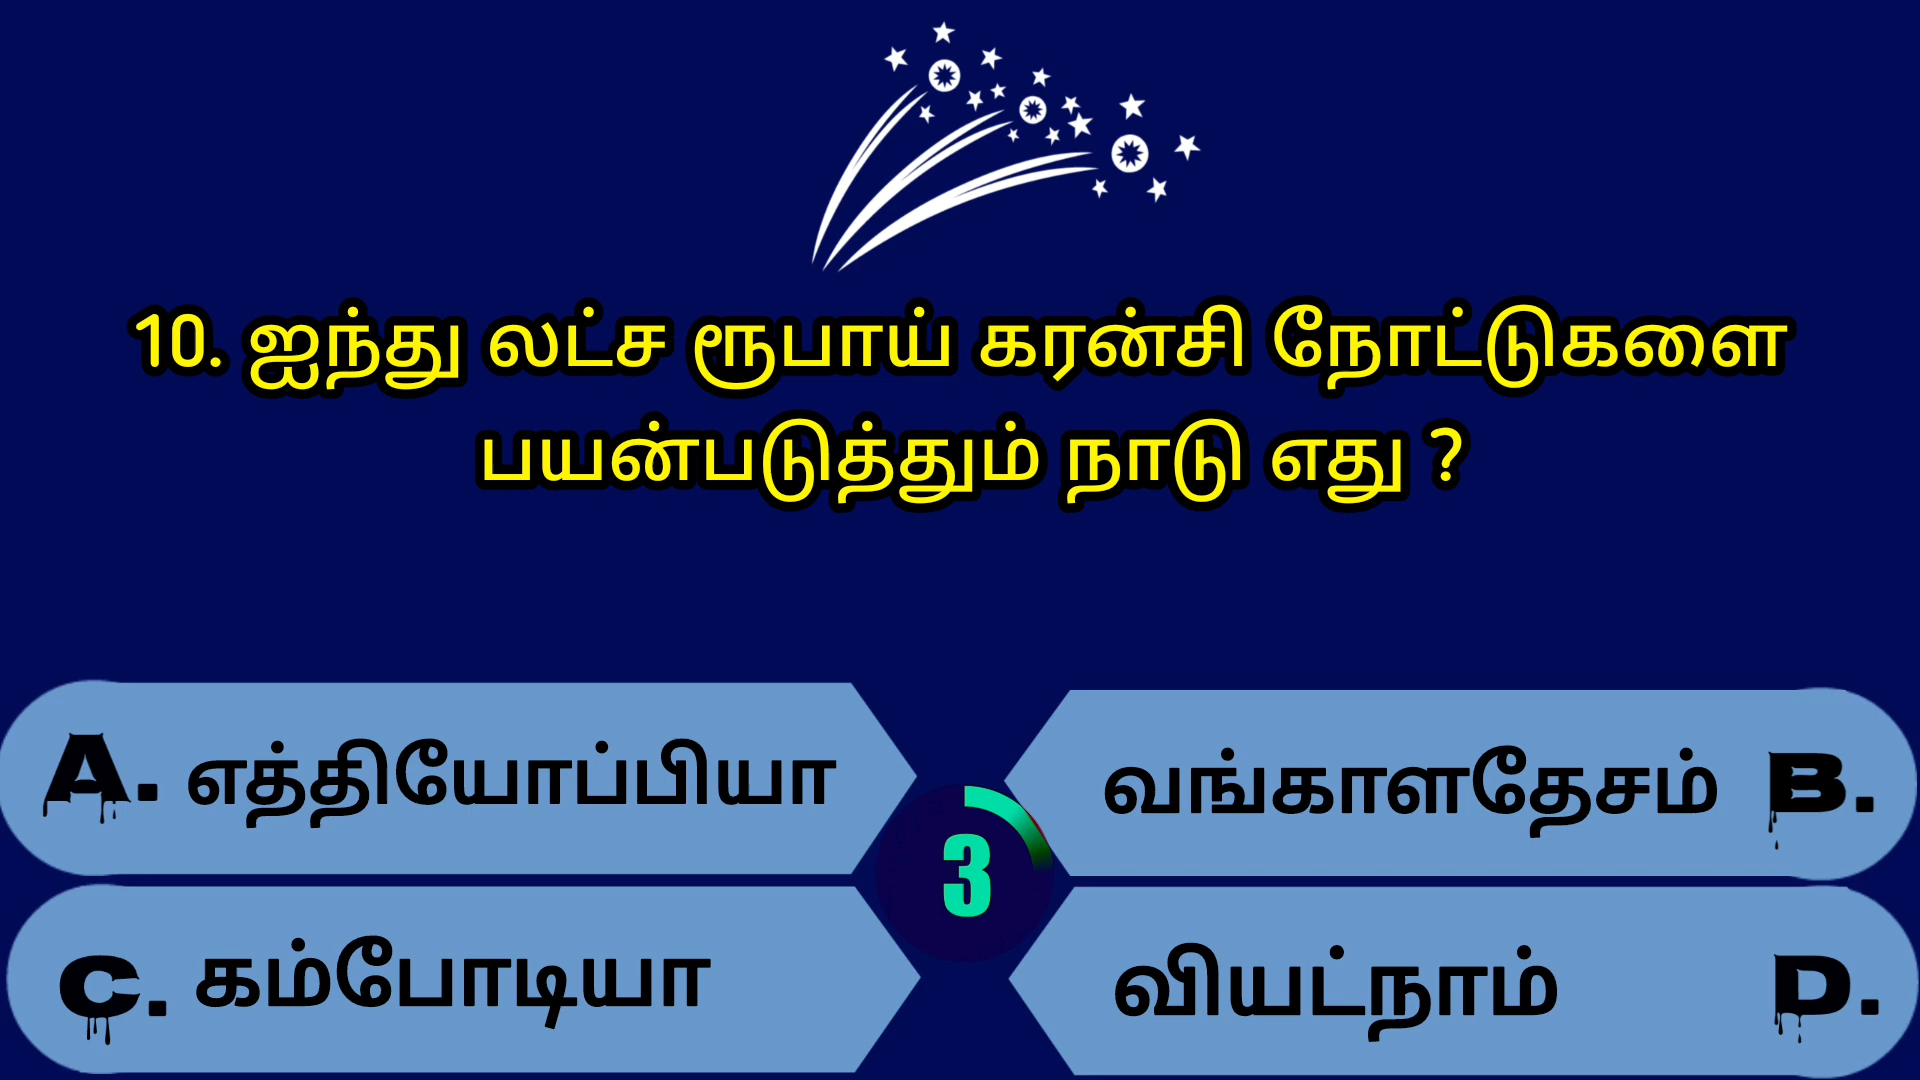 10. ஐந்து லட்ச ரூபாய் கரன்சி நோட்டுகளை
பயன்படுத்தும் நாடு எது ?
A. எத்தியோப்பியா
வங்காளதேசம் B.
3
C. கம்போடியா
வியட்நாம் D.